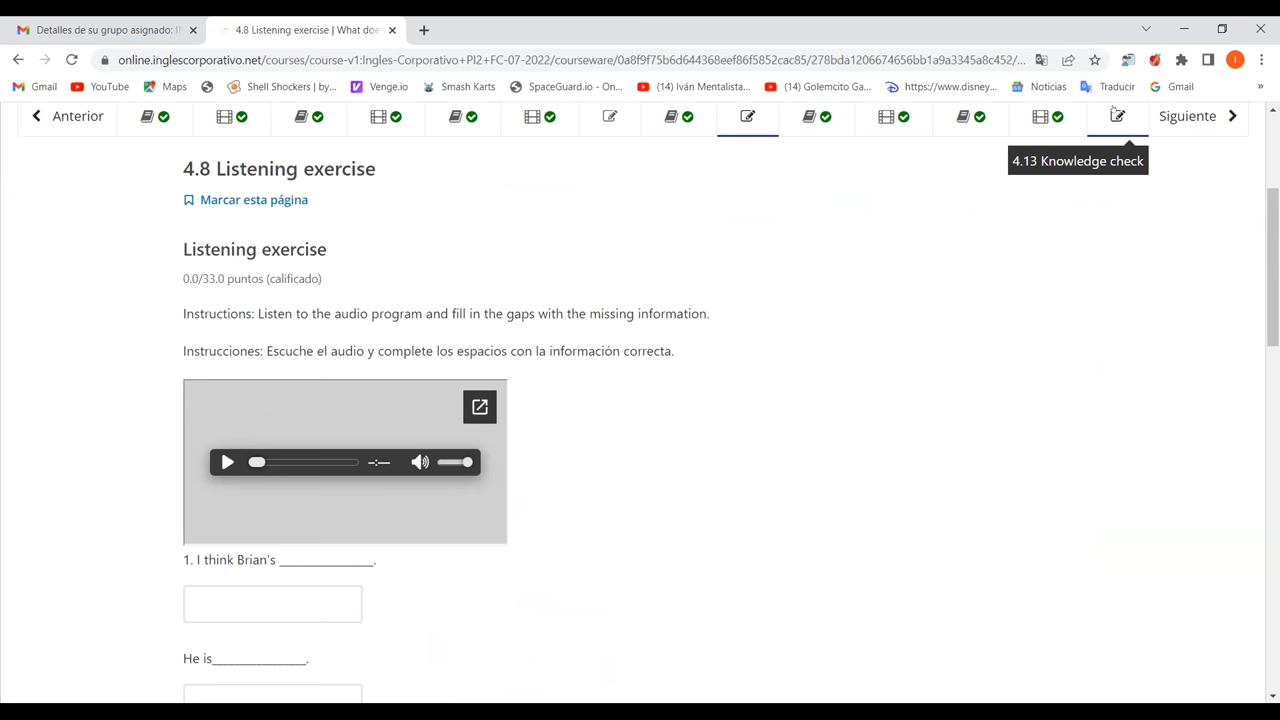 Detalles de su grupo asignado: I
4.8 Listening exercise | What doe
online.inglescorporativo.net/courses/course-v1:Ingles-Corporativo+PI2+FC-07-2022/courseware/0a8f9f75b6d644368eef86f5852cac85/278bda1206674656bb1a9a3345a8c452/...
Gmail
YouTube
Maps
Shell Shockers | by...
Venge.io
Smash Karts
SpaceGuard.io - On...
(14) Iván Mentalista...
(14) Golemcito Ga...
https://www.disney...
Noticias
Traducir
Gmail
»
Anterior
Siguiente
4.13 Knowledge check
4.8 Listening exercise
Marcar esta página
Listening exercise
0.0/33.0 puntos (calificado)
Instructions: Listen to the audio program and fill in the gaps with the missing information.
Instrucciones: Escuche el audio y complete los espacios con la información correcta.
-:--
1. I think Brian's ________________.
He is________________.